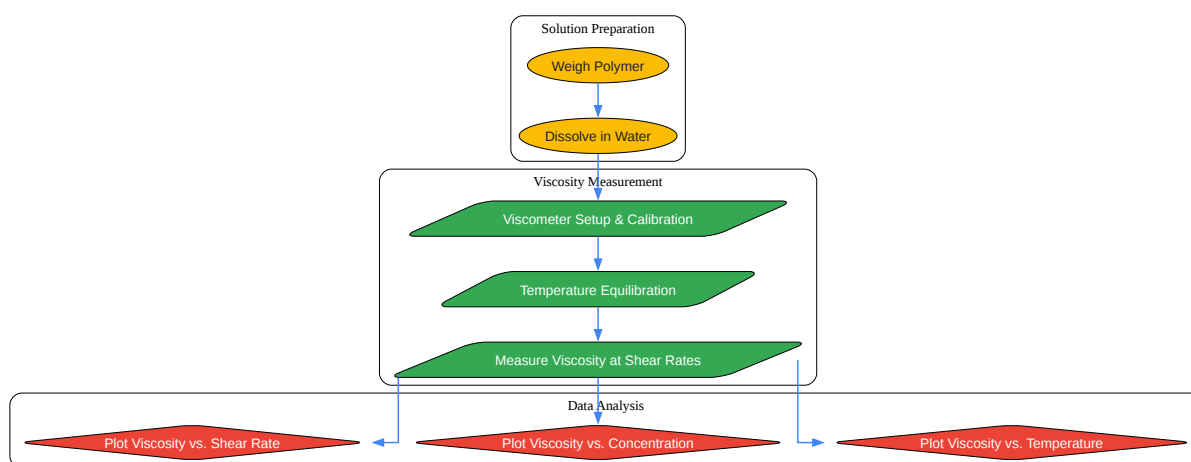 Solution Preparation
Weigh Polymer
Dissolve in Water
Viscosity Measurement
Viscometer Setup & Calibration
Temperature Equilibration
Measure Viscosity at Shear Rates
Data Analysis
Plot Viscosity vs. Shear Rate
Plot Viscosity vs. Concentration
Plot Viscosity vs. Temperature